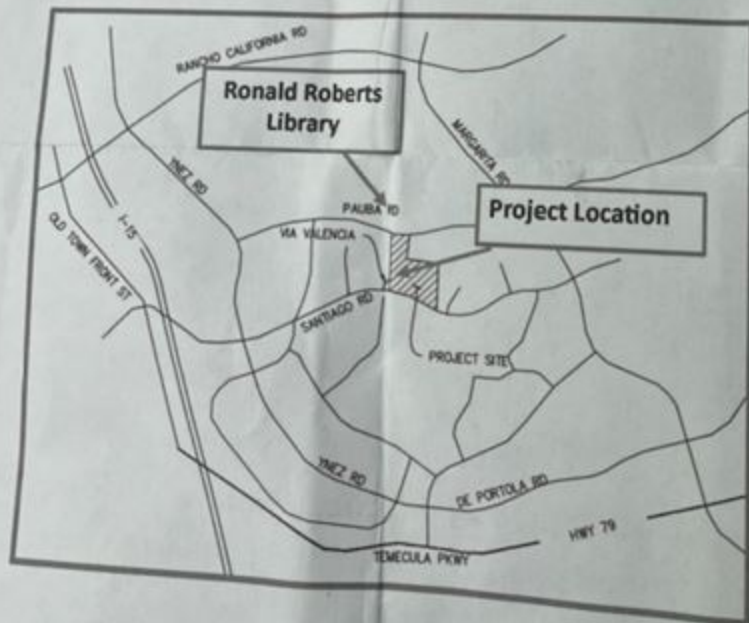 RANCHO CALIFORNIA RD
Ronald Roberts
Library
MARGARITA RD
YNEZ RD
PAUBA RD
Project Location
I-15
OLD TOWN FRONT ST
VIA VALENCIA
SANTIAGO RD
PROJECT SITE
YNEZ RD
DE PORTOLA RD
HWY 79
TEMECULA PKWY